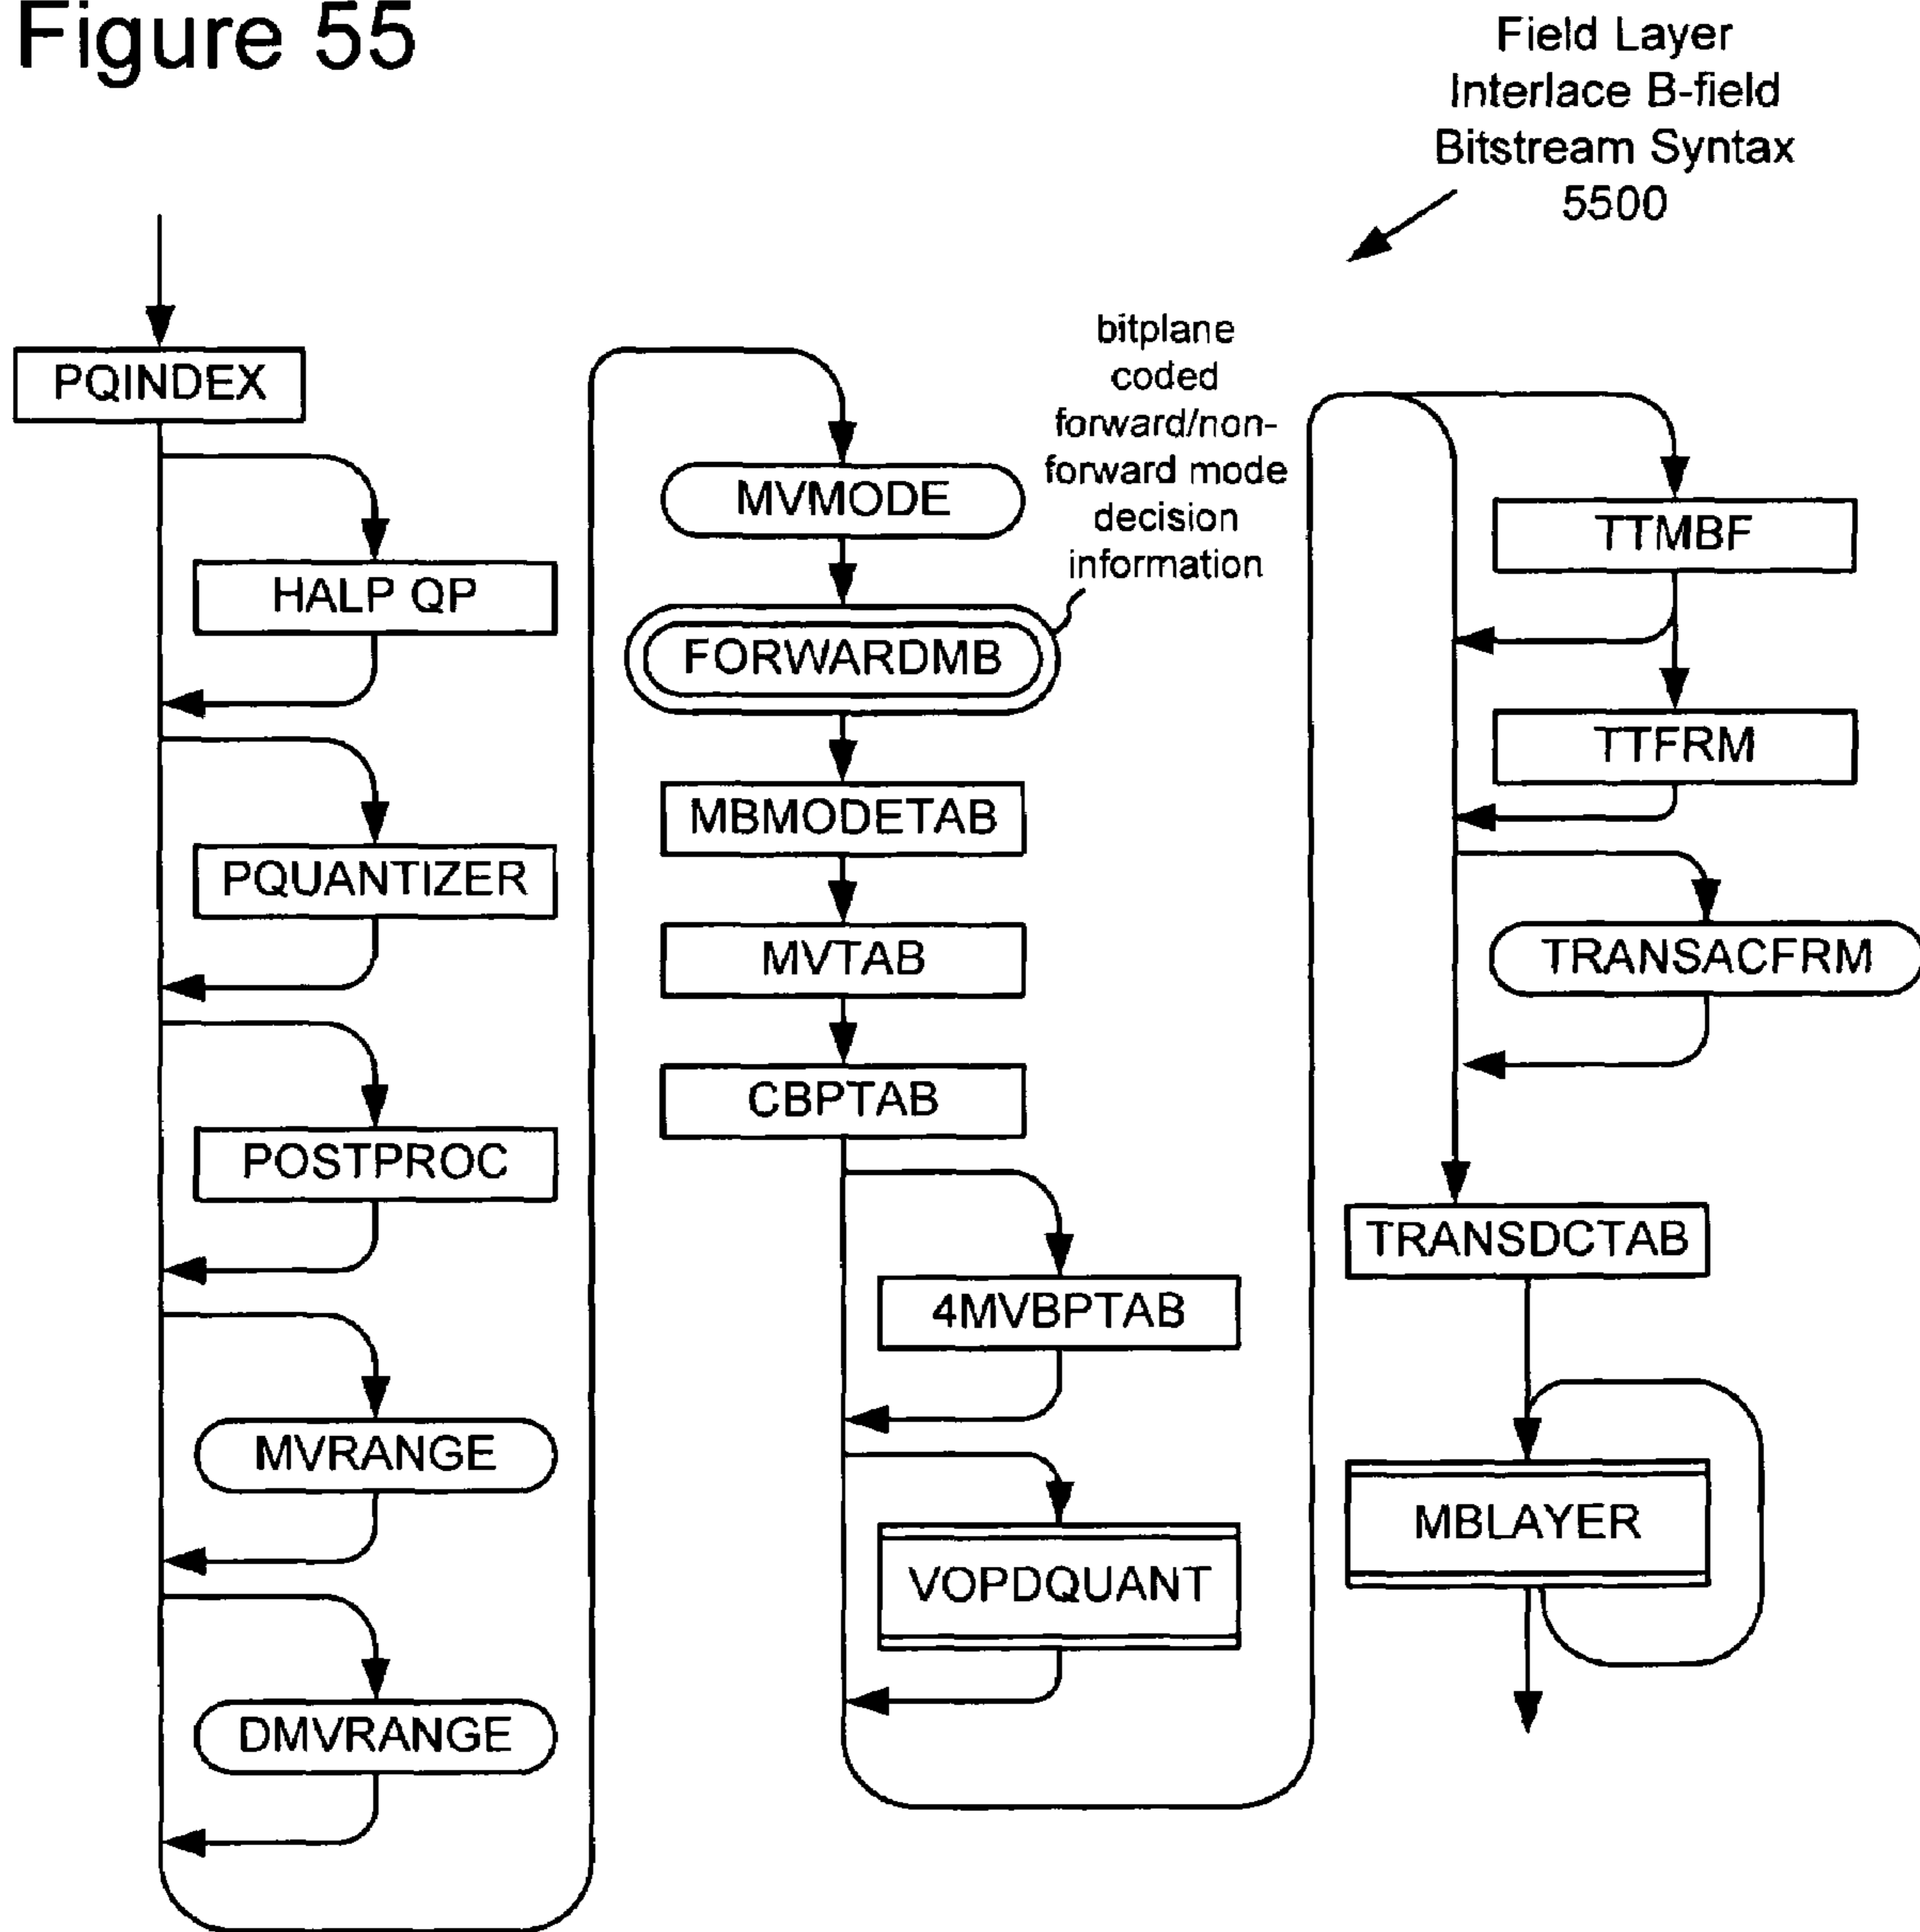 Figure 55
Field Layer
Interlace B-field
Bitstream Syntax
5500
PQINDEX
HALP QP
PQUANTIZER
POSTPROC
MVRANGE
DMVRANGE
MVMODE
bitplane
coded
forward/non-
forward mode
decision
information
FORWARDMB
MBMODETAB
MVTAB
CBPTAB
4MVBPTAB
VOPDQUANT
TTMBF
TTFRM
TRANSACFRM
TRANSDCTAB
MBLAYER